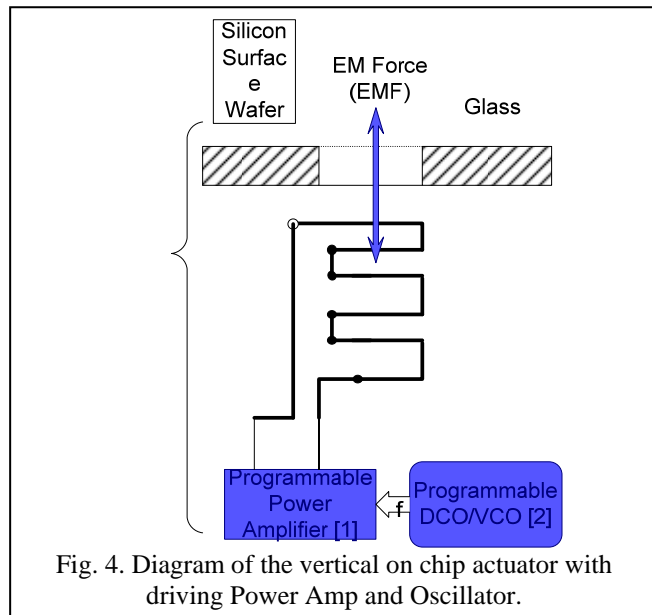 Silicon
Surfac
e
Wafer
EM Force
(EMF)
Glass
Programmable
Power
Amplifier [1]
f
Programmable
DCO/VCO [2]
Fig. 4. Diagram of the vertical on chip actuator with
driving Power Amp and Oscillator.